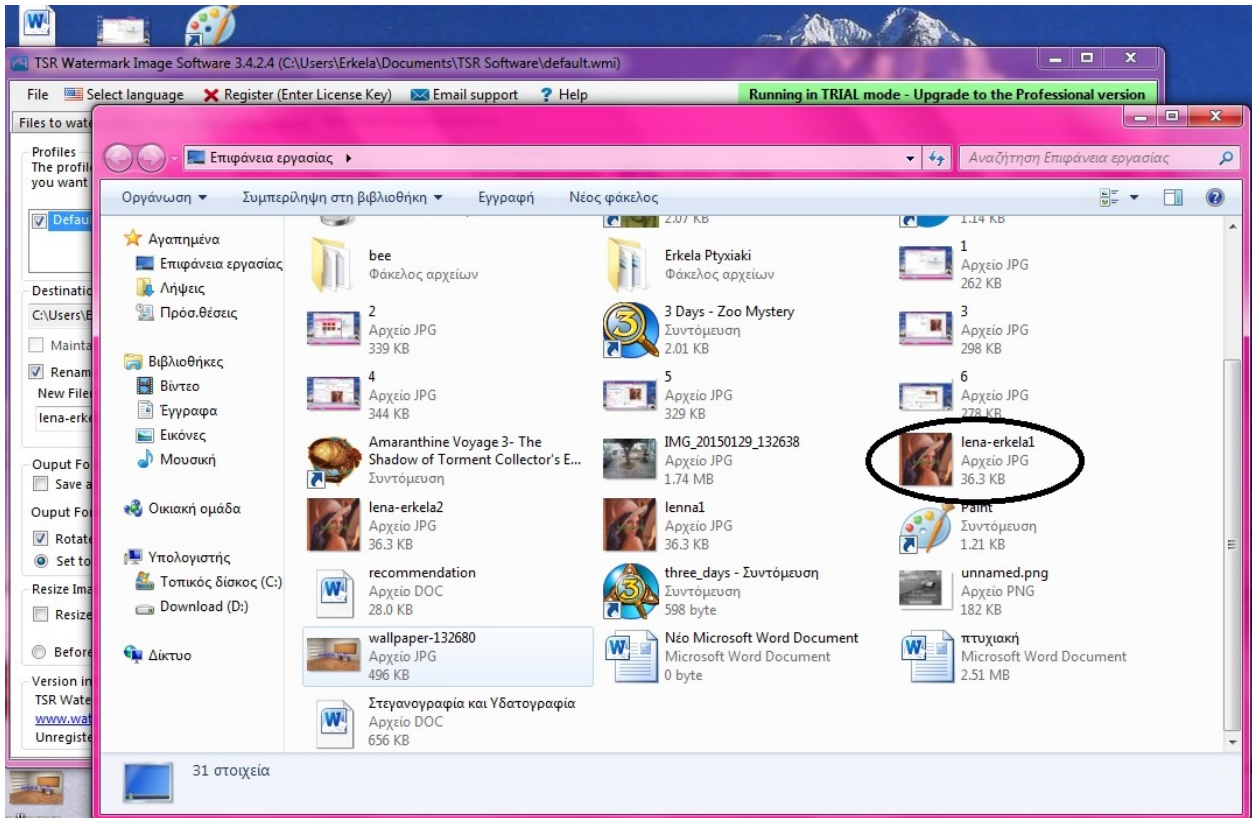 TSR Watermark Image Software 3.4.2.4 (C:\Users\Erkela\Documents\TSR Software\default.wmi)
File Select language Register (Enter License Key) Email support ? Help Running in TRIAL mode - Upgrade to the Professional version
Files to wate
Profiles
The profil
you want
Defau
Destinatio
C:\Users\E
Mainta
Renam
New File
lena-erke
Ouput Fo
Save a
Ouput Fo
Rotate
Set to
Resize Ima
Resize
Before
Version in
TSR Wate
www.wat
Unregiste
Επιφάνεια εργασίας
Αναζήτηση Επιφάνεια εργασίας
Οργάνωση Συμπερίληψη στη βιβλιοθήκη Εγγραφή Νέος φάκελος
Αγαπημένα
Επιφάνεια εργασίας
Λήψεις
Πρόσ.θέσεις
Βιβλιοθήκες
Βίντεο
Έγγραφα
Εικόνες
Μουσική
Οικιακή ομάδα
Υπολογιστής
Τοπικός δίσκος (C:)
Download (D:)
Δίκτυο
2.07 KB
1.14 KB
bee
Φάκελος αρχείων
Erkela Ptyxiaki
Φάκελος αρχείων
1
Αρχείο JPG
262 KB
2
Αρχείο JPG
339 KB
3 Days - Zoo Mystery
Συντόμευση
2.01 KB
3
Αρχείο JPG
298 KB
4
Αρχείο JPG
344 KB
5
Αρχείο JPG
329 KB
6
Αρχείο JPG
278 KB
Amaranthine Voyage 3- The
Shadow of Torment Collector's E...
Συντόμευση
IMG_20150129_132638
Αρχείο JPG
1.74 MB
lena-erkela1
Αρχείο JPG
36.3 KB
lena-erkela2
Αρχείο JPG
36.3 KB
lenna1
Αρχείο JPG
36.3 KB
Paint
Συντόμευση
1.21 KB
recommendation
Αρχείο DOC
28.0 KB
three_days - Συντόμευση
Συντόμευση
598 byte
unnamed.png
Αρχείο PNG
182 KB
wallpaper-132680
Αρχείο JPG
496 KB
Νέο Microsoft Word Document
Microsoft Word Document
0 byte
πτυχιακή
Microsoft Word Document
2.51 MB
Στεγανογραφία και Υδατογραφία
Αρχείο DOC
656 KB
31 στοιχεία